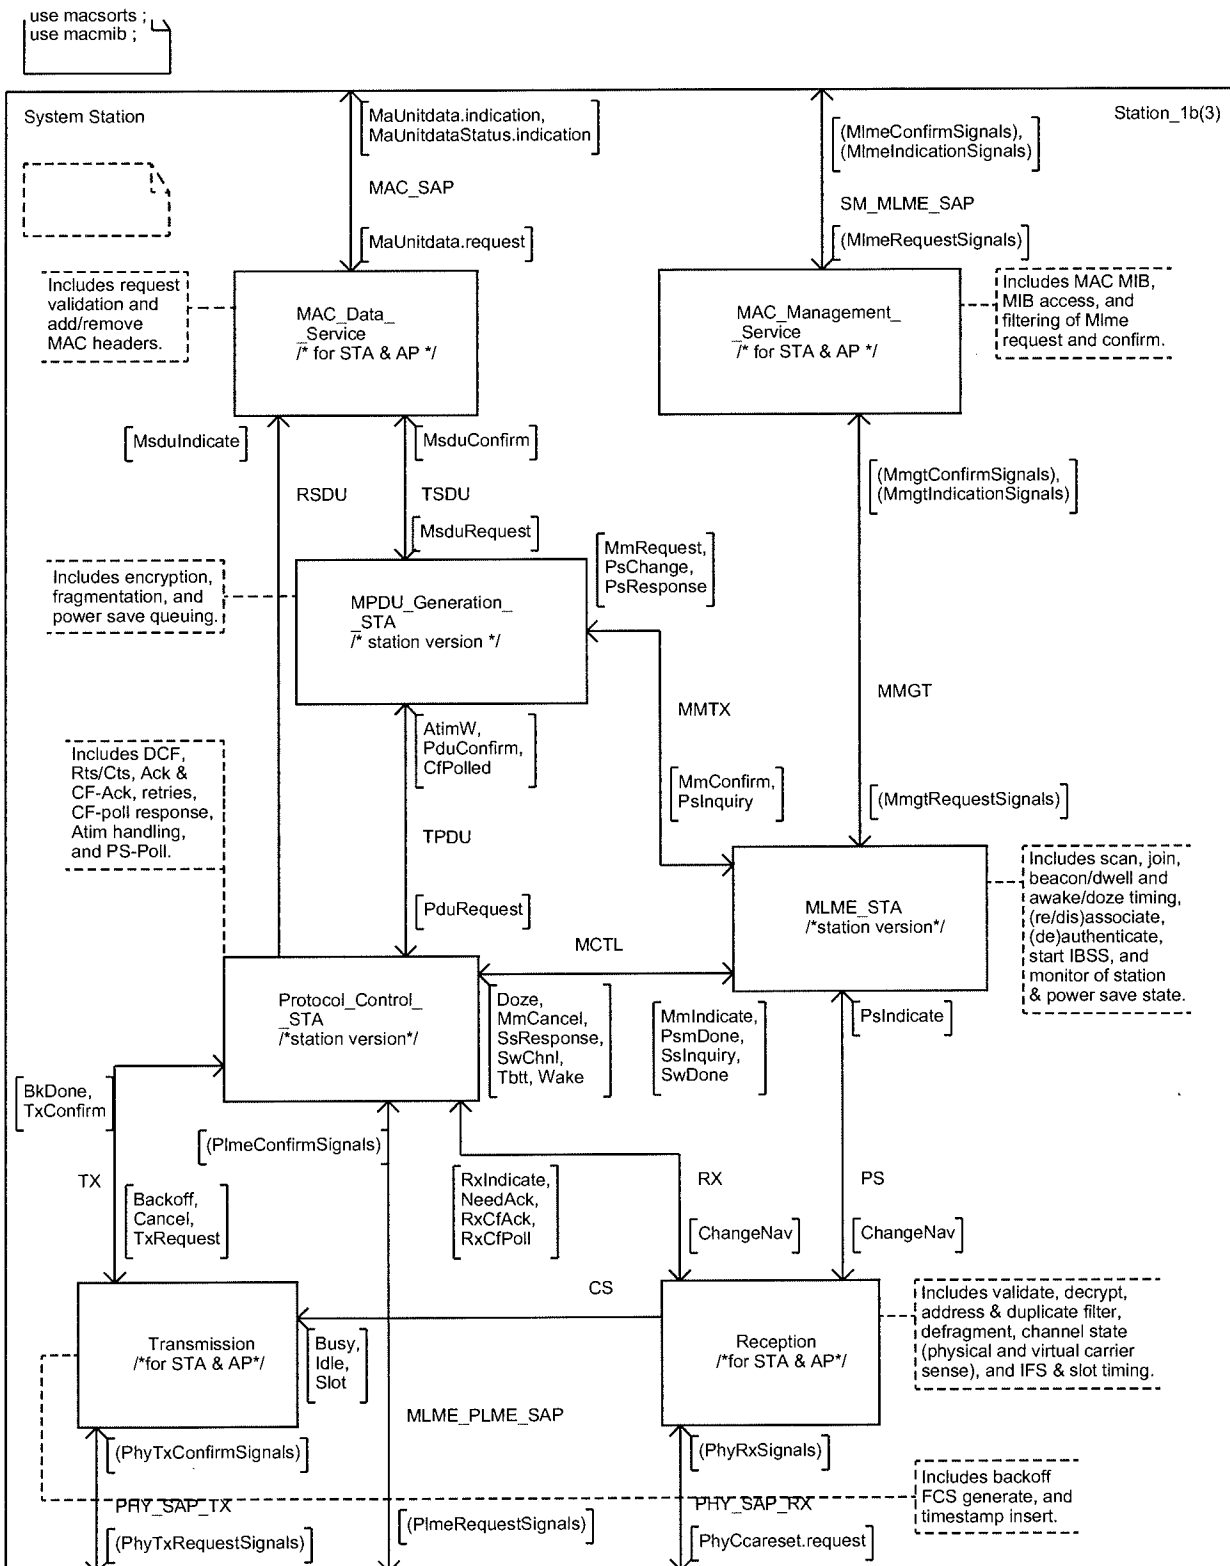 use macsorts ;
use macmib ;
System Station
Station_1b(3)
MaUnitdata.indication,
MaUnitdataStatus.indication
(MlmeConfirmSignals),
(MlmeIndicationSignals)
MAC_SAP
SM_MLME_SAP
MaUnitdata.request
(MlmeRequestSignals)
Includes request
validation and
add/remove
MAC headers.
MAC_Data_
_Service
/* for STA & AP */
MAC_Management_
_Service
/* for STA & AP */
Includes MAC MIB,
MIB access, and
filtering of Mlme
request and confirm.
MsduIndicate
MsduConfirm
(MmgtConfirmSignals),
(MmgtIndicationSignals)
RSDU
TSDU
MsduRequest
MmRequest,
PsChange,
PsResponse
Includes encryption,
fragmentation, and
power save queuing.
MPDU_Generation_
_STA
/* station version */
MMGT
MMTX
AtimW,
PduConfirm,
CfPolled
Includes DCF,
Rts/Cts, Ack &
CF-Ack, retries,
CF-poll response,
Atim handling,
and PS-Poll.
MmConfirm,
PsInquiry
(MmgtRequestSignals)
TPDU
PduRequest
MLME_STA
/*station version*/
Includes scan, join,
beacon/dwell and
awake/doze timing,
(re/dis)associate,
(de)authenticate,
start IBSS, and
monitor of station
& power save state.
MCTL
Protocol_Control_
_STA
/*station version*/
Doze,
MmCancel,
SsResponse,
SwChnl,
Tbtt, Wake
MmIndicate,
PsmDone,
SsInquiry,
SwDone
PsIndicate
BkDone,
TxConfirm
(PlmeConfirmSignals)
TX
RxIndicate,
NeedAck,
RxCfAck,
RxCfPoll
RX
PS
Backoff,
Cancel,
TxRequest
ChangeNav
ChangeNav
CS
Transmission
/*for STA & AP*/
Busy,
Idle,
Slot
Reception
/*for STA & AP*/
Includes validate, decrypt,
address & duplicate filter,
defragment, channel state
(physical and virtual carrier
sense), and IFS & slot timing.
MLME_PLME_SAP
(PhyTxConfirmSignals)
(PhyRxSignals)
Includes backoff
FCS generate, and
timestamp insert.
PHY_SAP_TX
PHY_SAP_RX
(PhyTxRequestSignals)
(PlmeRequestSignals)
PhyCcareset.request